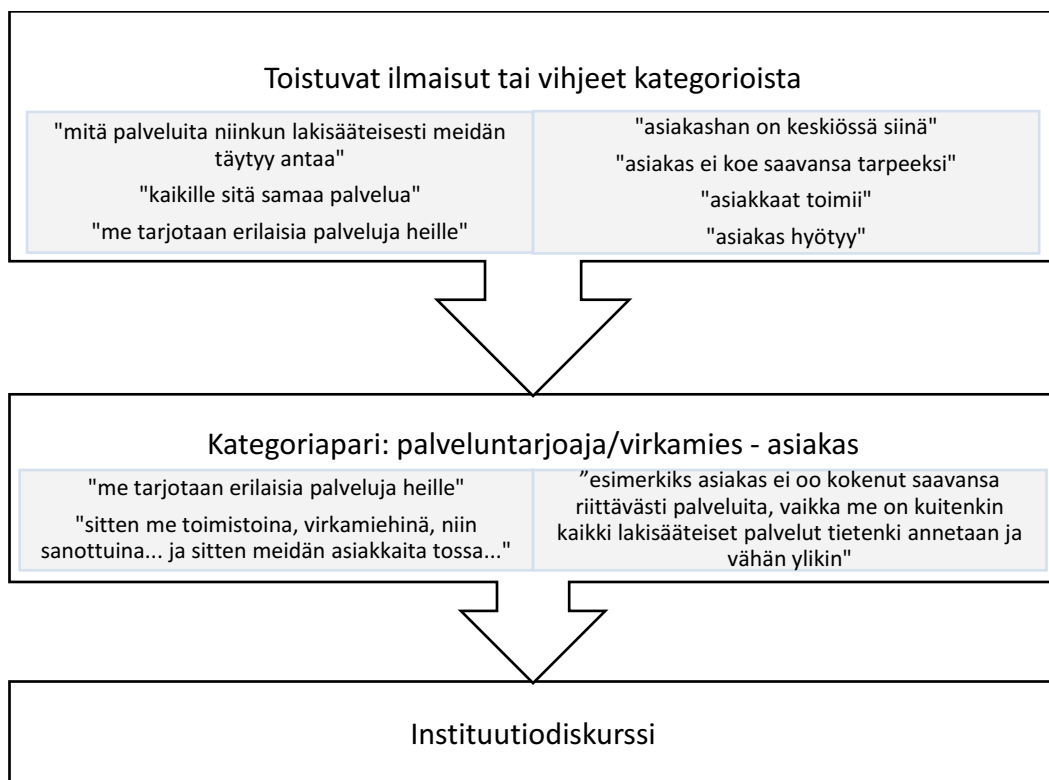 Toistuvat ilmaisut tai vihjeet kategorioista
"mitä palveluita niinkun lakisääteisesti meidän
täytyy antaa"
"kaikille sitä samaa palvelua"
"me tarjotaan erilaisia palveluja heille"
"asiakashan on keskiössä siinä"
"asiakas ei koe saavansa tarpeeksi"
"asiakkaat toimii"
"asiakas hyötyy"
Kategoriapari: palveluntarjoaja/virkamies - asiakas
"me tarjotaan erilaisia palveluja heille"
"sitten me toimistoina, virkamiehinä, niin
sanottuina... ja sitten meidän asiakkaita tossa..."
”esimerkiks asiakas ei oo kokenut saavansa
riittävästi palveluita, vaikka me on kuitenkin
kaikki lakisääteiset palvelut tietenki annetaan ja
vähän ylikin"
Instituutiodiskurssi